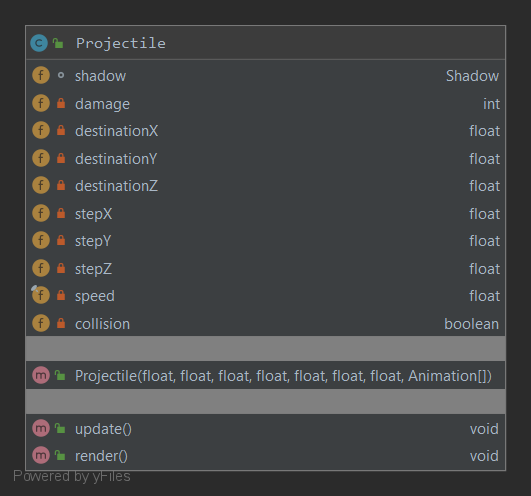 C Projectile
f shadow Shadow
f damage int
f destinationX float
f destinationY float
f destinationZ float
f stepX float
f stepY float
f stepZ float
f speed float
f collision boolean
m Projectile(float, float, float, float, float, float, float, Animation[])
m update() void
m render() void
Powered by yFiles